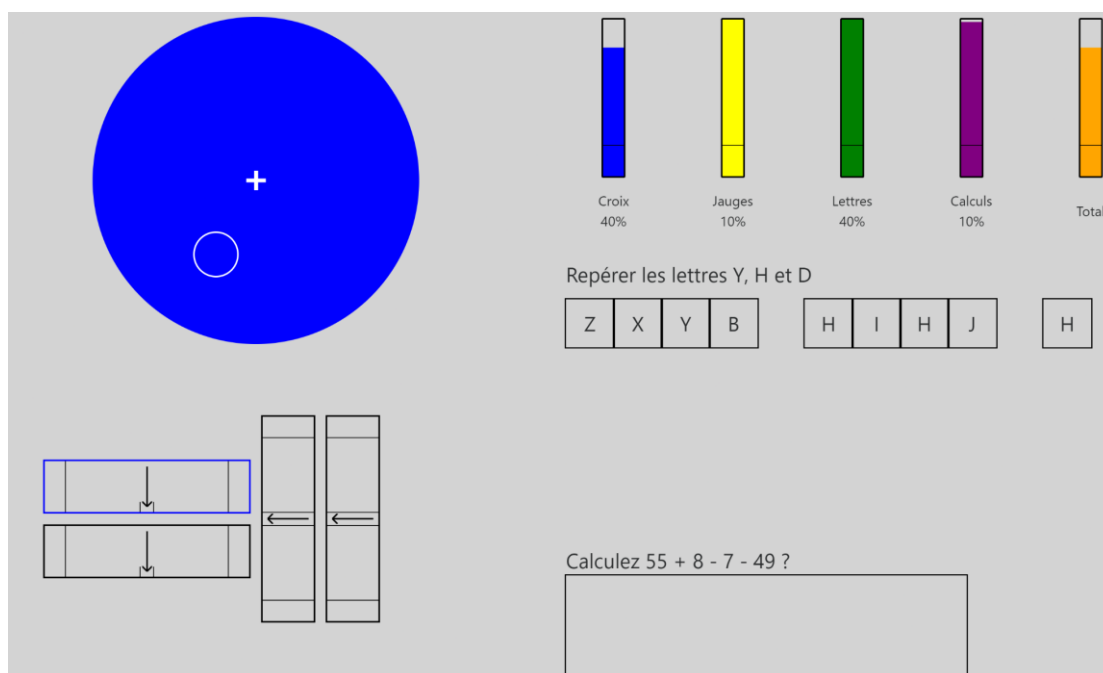 Croix
40%
Jauges
10%
Lettres
40%
Calculs
10%
Total
Repérer les lettres Y, H et D
Z X Y B H I H J H
Calculez 55 + 8 - 7 - 49 ?